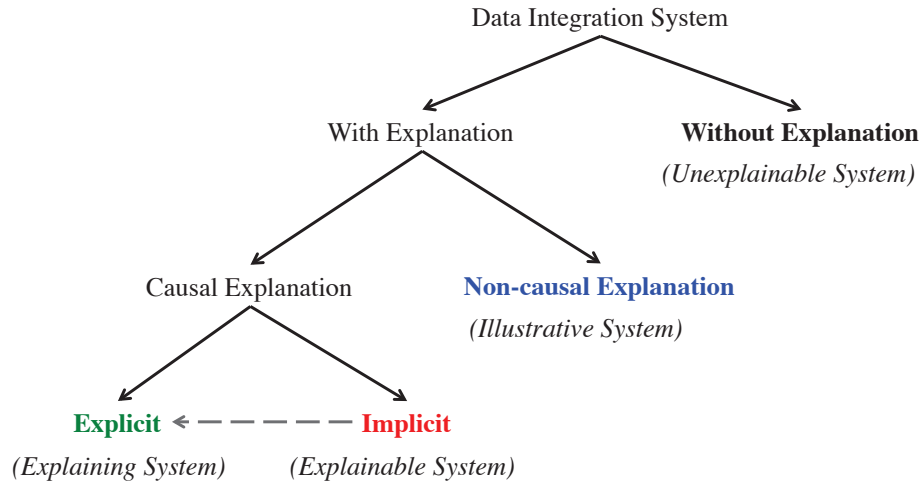 Data Integration System
With Explanation
Without Explanation
(Unexplainable System)
Causal Explanation
Non-causal Explanation
(Illustrative System)
Explicit
Implicit
(Explaining System)
(Explainable System)